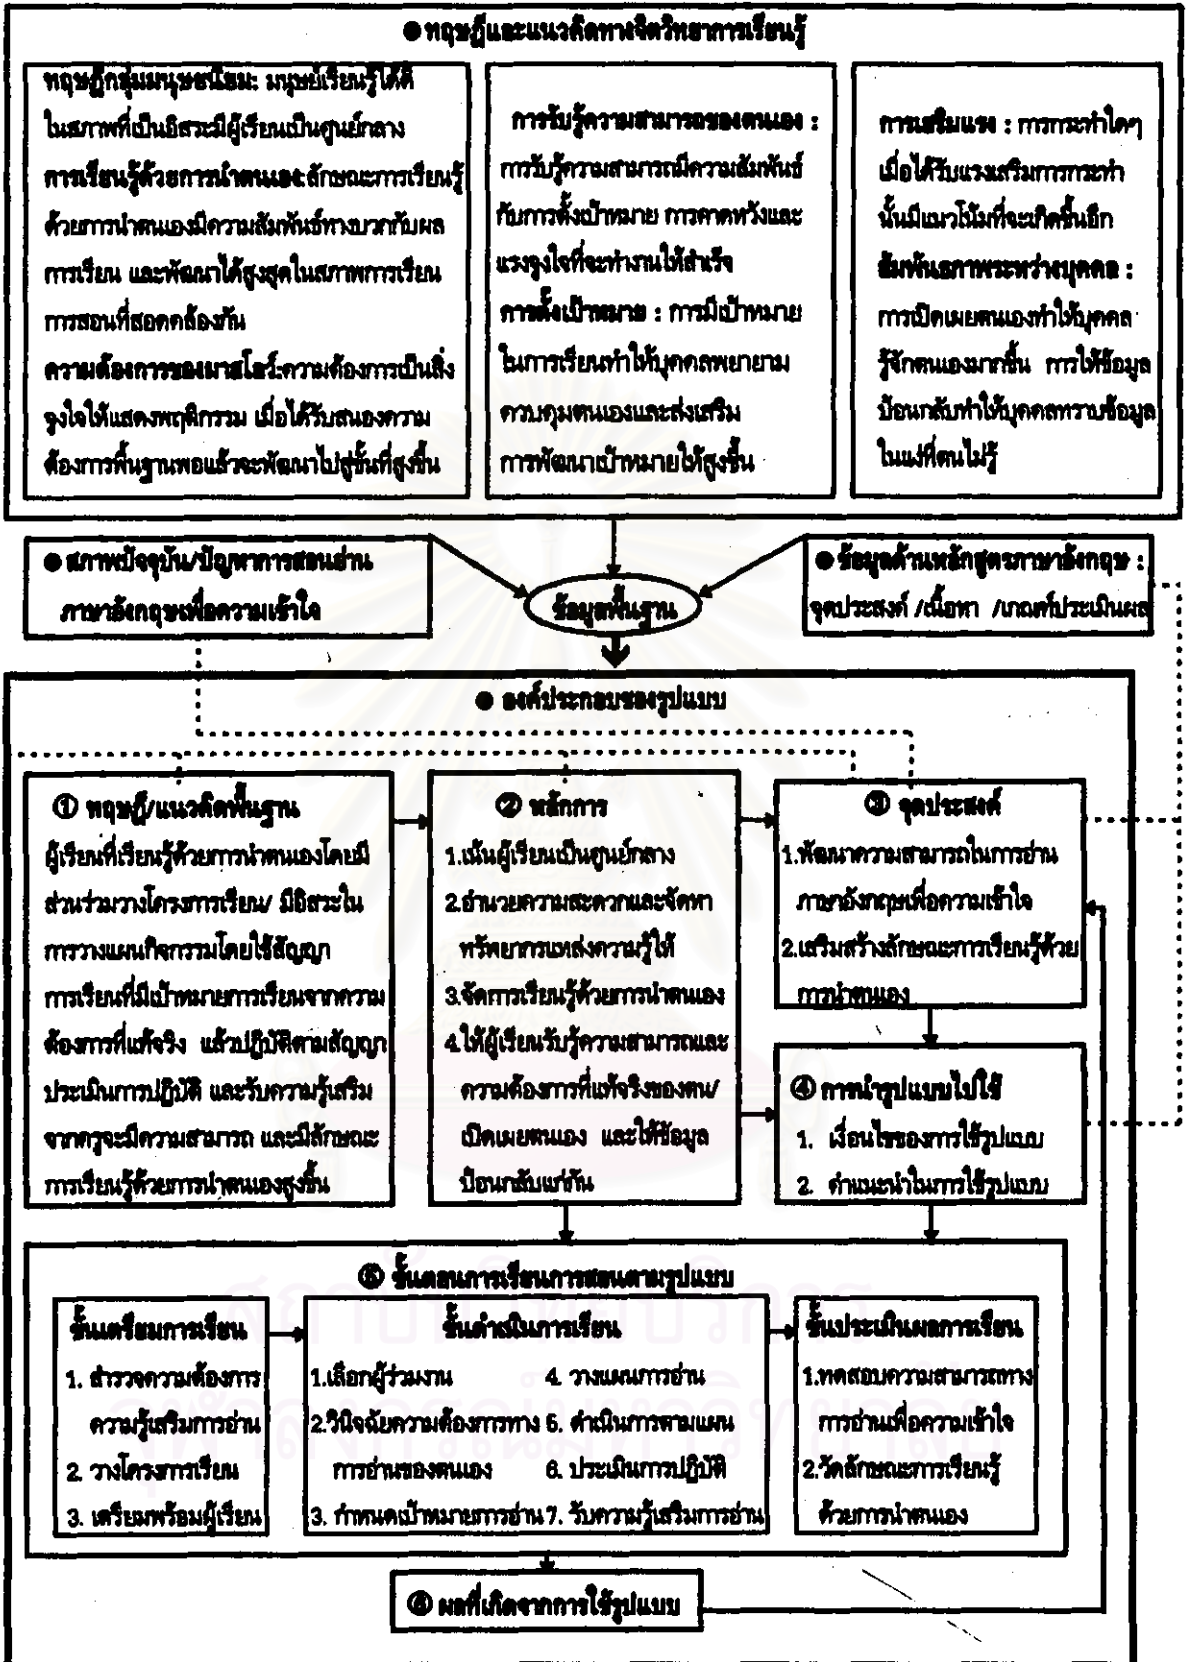 ● ทฤษฎีและแนวคิดทางจิตวิทยาการเรียนรู้
ทฤษฎีกลุ่มมนุษยนิยม: มนุษย์เรียนรู้ได้ดี
ในสภาพที่เป็นอิสระมีผู้เรียนเป็นศูนย์กลาง
การเรียนรู้ด้วยการนำตนเอง:ลักษณะการเรียนรู้
ด้วยการนำตนเองมีความสัมพันธ์ทางบวกกับผล
การเรียน และพัฒนาได้สูงสุดในสภาพการเรียน
การสอนที่สอดคล้องกัน
ความต้องการของมาสโลว์:ความต้องการเป็นสิ่ง
จูงใจให้แสดงพฤติกรรม เมื่อได้รับสนองความ
ต้องการพื้นฐานพอแล้วจะพัฒนาไปสู่ขั้นที่สูงขึ้น
การรับรู้ความสามารถของตนเอง :
การรับรู้ความสามารถมีความสัมพันธ์
กับการตั้งเป้าหมาย การคาดหวังและ
แรงจูงใจที่จะทำงานให้สำเร็จ
การตั้งเป้าหมาย : การมีเป้าหมาย
ในการเรียนทำให้บุคคลพยายาม
ควบคุมตนเองและส่งเสริม
การพัฒนาเป้าหมายให้สูงขึ้น
การเสริมแรง : การกระทำใดๆ
เมื่อได้รับแรงเสริมการกระทำ
นั้นมีแนวโน้มที่จะเกิดขึ้นอีก
สัมพันธภาพระหว่างบุคคล :
การเปิดเผยตนเองทำให้บุคคล
รู้จักตนเองมากขึ้น การให้ข้อมูล
ป้อนกลับทำให้บุคคลทราบข้อมูล
ในแง่ที่ตนไม่รู้
● สภาพปัจจุบัน/ปัญหาการสอนอ่าน
ภาษาอังกฤษเพื่อความเข้าใจ
ข้อมูลพื้นฐาน
● ข้อมูลด้านหลักสูตรภาษาอังกฤษ :
จุดประสงค์ /เนื้อหา /เกณฑ์ประเมินผล
● องค์ประกอบของรูปแบบ
① ทฤษฎี/แนวคิดพื้นฐาน
ผู้เรียนที่เรียนรู้ด้วยการนำตนเองโดยมี
ส่วนร่วมวางโครงการเรียน/ มีอิสระใน
การวางแผนกิจกรรมโดยใช้สัญญา
การเรียนที่มีเป้าหมายการเรียนจากความ
ต้องการที่แท้จริง แล้วปฏิบัติตามสัญญา
ประเมินการปฏิบัติ และรับความรู้เสริม
จากครูจะมีความสามารถ และมีลักษณะ
การเรียนรู้ด้วยการนำตนเองสูงขึ้น
② หลักการ
1.เน้นผู้เรียนเป็นศูนย์กลาง
2.อำนวยความสะดวกและจัดหา
ทรัพยากรแหล่งความรู้ให้
3.จัดการเรียนรู้ด้วยการนำตนเอง
4.ให้ผู้เรียนรับรู้ความสามารถและ
ความต้องการที่แท้จริงของตน/
เปิดเผยตนเอง และให้ข้อมูล
ป้อนกลับแก่กัน
③ จุดประสงค์
1.พัฒนาความสามารถในการอ่าน
ภาษาอังกฤษเพื่อความเข้าใจ
2.เสริมสร้างลักษณะการเรียนรู้ด้วย
การนำตนเอง
④ การนำรูปแบบไปใช้
1. เงื่อนไขของการใช้รูปแบบ
2. คำแนะนำในการใช้รูปแบบ
⑤ ขั้นตอนการเรียนการสอนตามรูปแบบ
ขั้นเตรียมการเรียน
1. สำรวจความต้องการ
ความรู้เสริมการอ่าน
2. วางโครงการเรียน
3. เตรียมพร้อมผู้เรียน
ขั้นดำเนินการเรียน
1.เลือกผู้ร่วมงาน
2.วินิจฉัยความต้องการทาง
การอ่านของตนเอง
3. กำหนดเป้าหมายการอ่าน
4. วางแผนการอ่าน
5. ดำเนินการตามแผน
6. ประเมินการปฏิบัติ
7. รับความรู้เสริมการอ่าน
ขั้นประเมินผลการเรียน
1.ทดสอบความสามารถทาง
การอ่านเพื่อความเข้าใจ
2.วัดลักษณะการเรียนรู้
ด้วยการนำตนเอง
⑥ ผลที่เกิดจากการใช้รูปแบบ
สถาบันวิทยบริการ
จุฬาลงกรณ์มหาวิทยาลัย